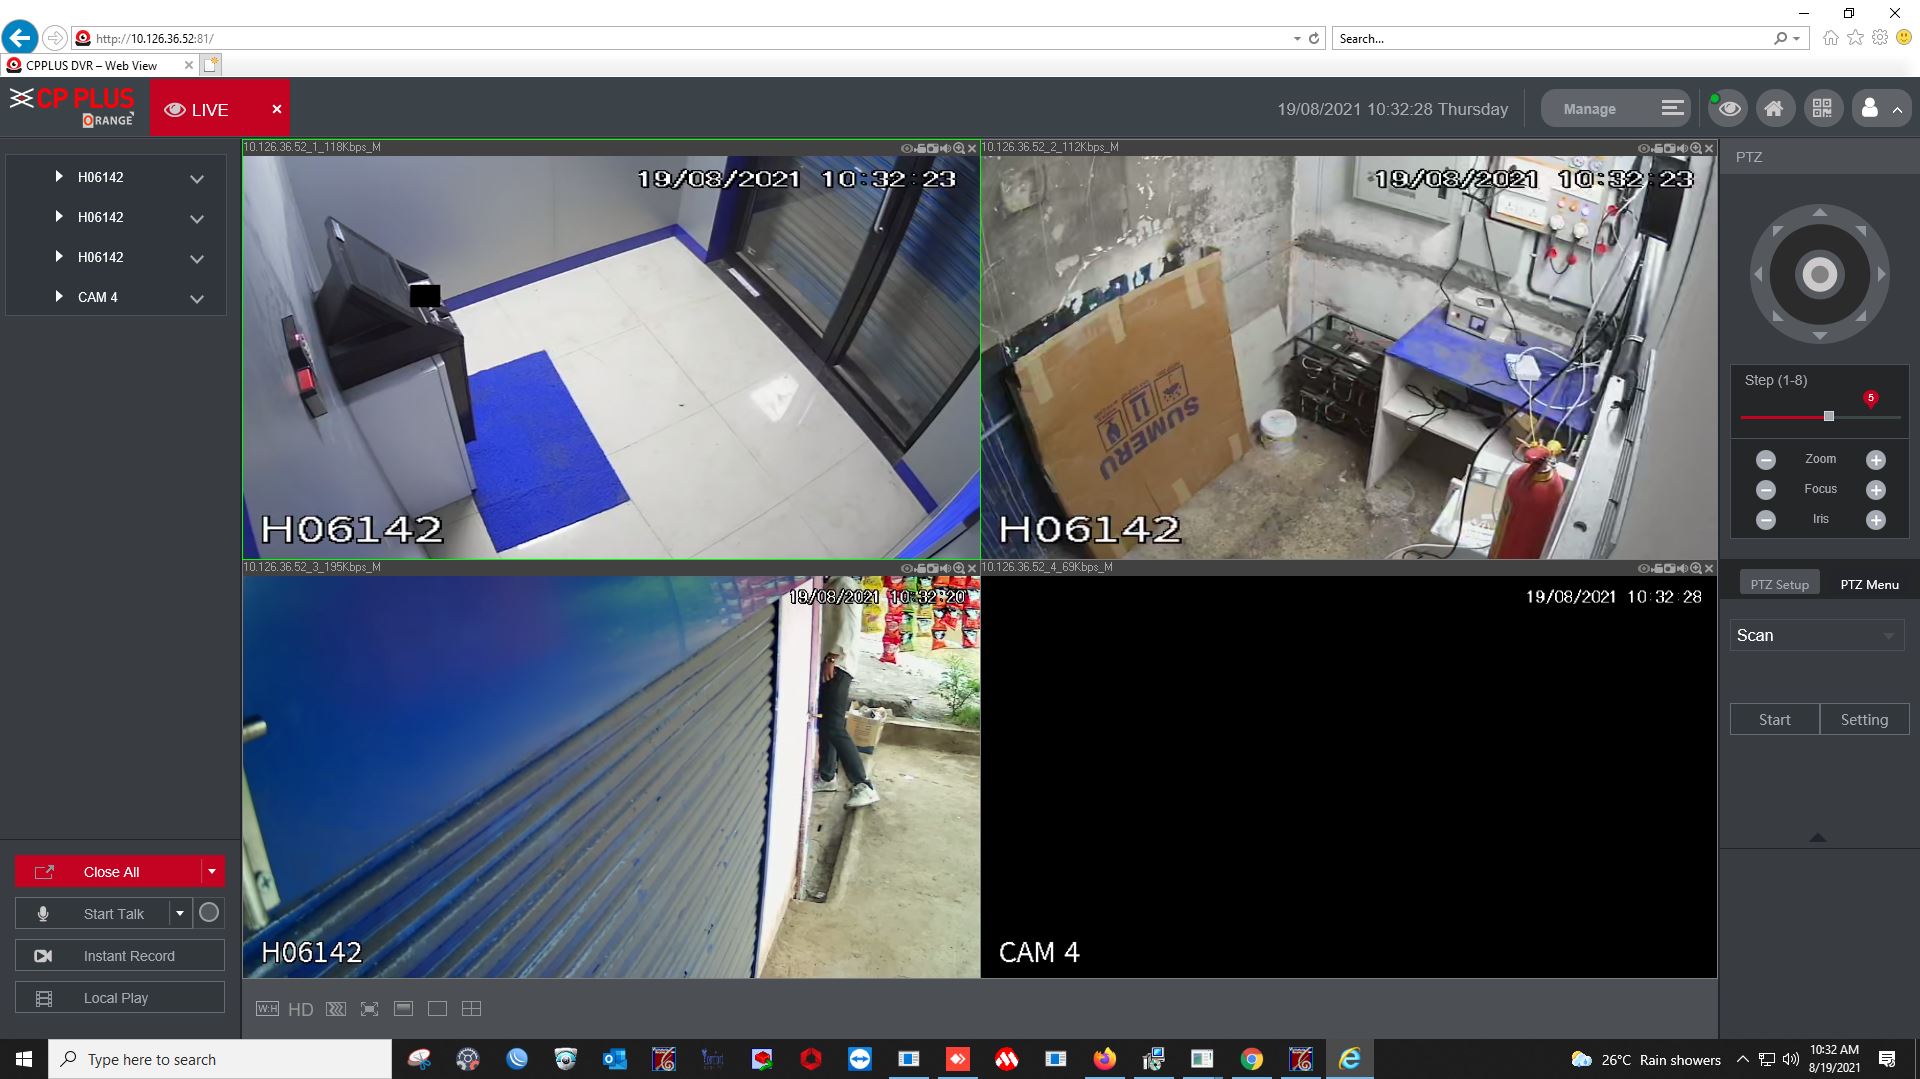 http://10.126.36.52:81/
Search...
CPPLUS DVR – Web View
CP PLUS
ORANGE
LIVE
19/08/2021 10:32:28 Thursday
Manage
H06142
H06142
H06142
CAM 4
10.126.36.52_1_118Kbps_M
19/08/2021 10:32:23
H06142
10.126.36.52_2_112Kbps_M
19/08/2021 10:32:23
SUMERU
H06142
10.126.36.52_3_195Kbps_M
19/08/2021 10:32:20
H06142
10.126.36.52_4_69Kbps_M
19/08/2021 10:32:28
CAM 4
PTZ
Step (1-8)
5
Zoom
Focus
Iris
PTZ Setup
PTZ Menu
Scan
Start
Setting
Close All
Start Talk
Instant Record
Local Play
W:H
HD
Type here to search
26°C Rain showers
10:32 AM
8/19/2021